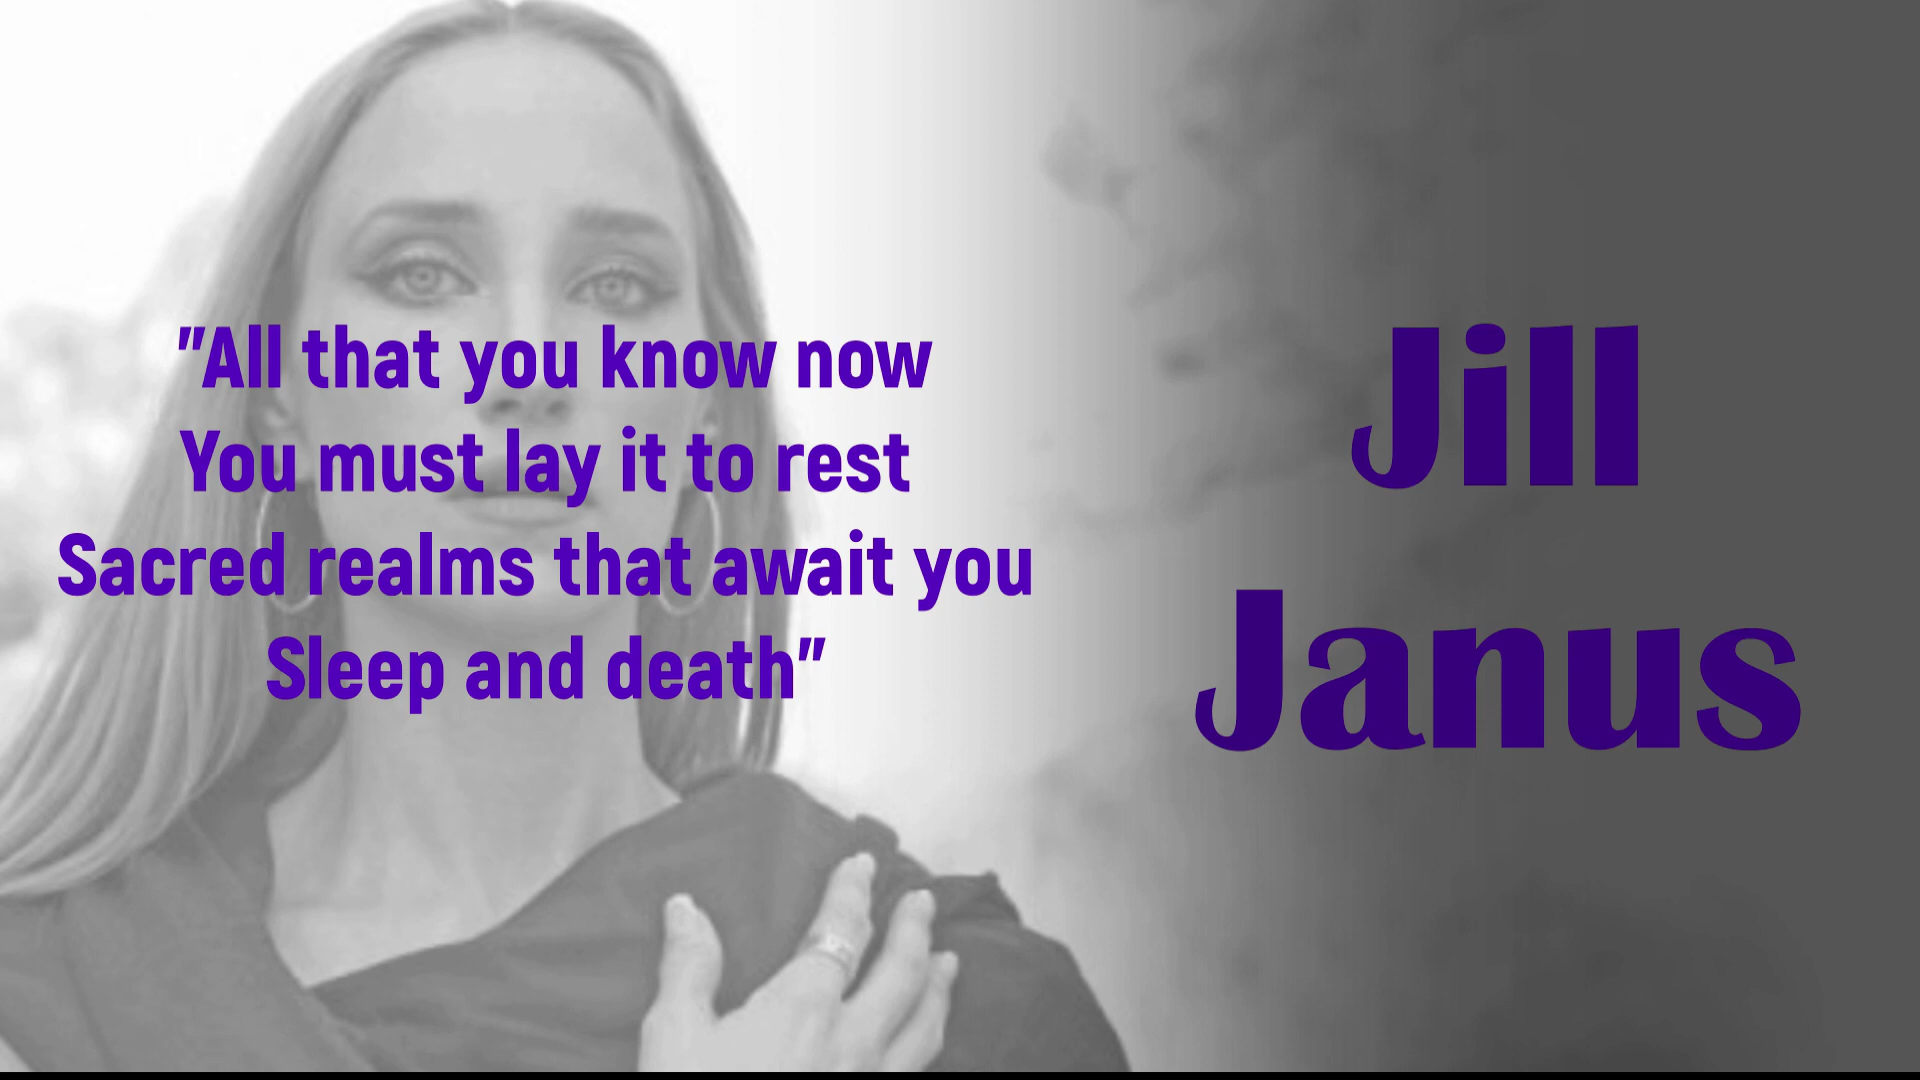 "All that you know now
You must lay it to rest
Sacred realms that await you
Sleep and death"
Jill
Janus